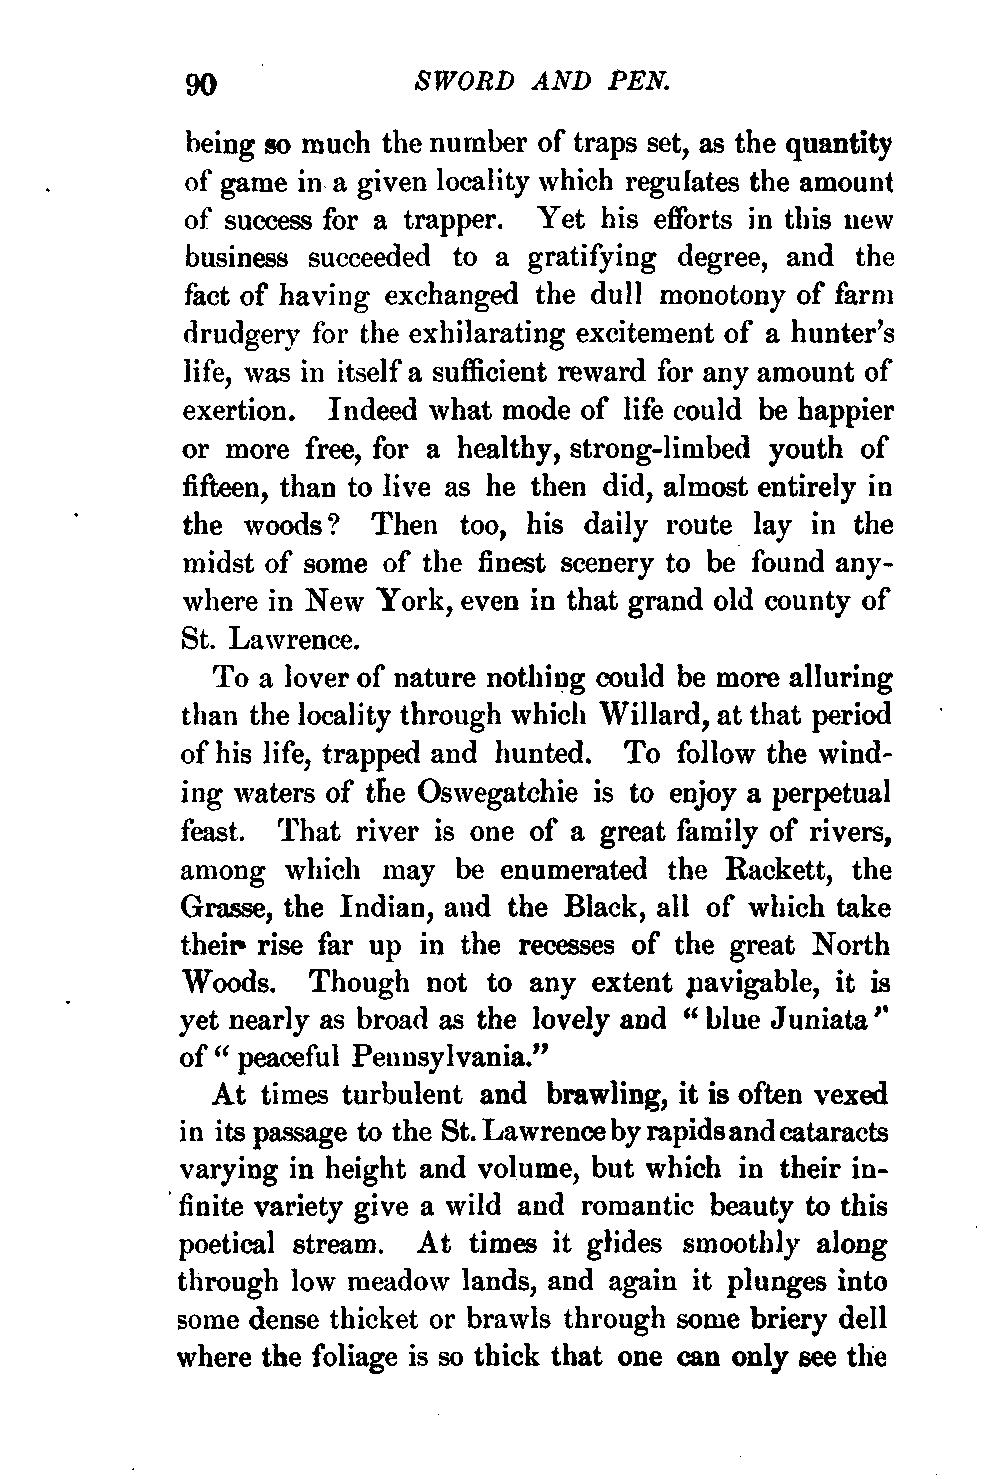 90 SWORD AND PEN.
being so much the number of traps set, as the quantity
of game in a given locality which regulates the amount
of success for a trapper. Yet his efforts in this new
business succeeded to a gratifying degree, and the
fact of having exchanged the dull monotony of farm
drudgery for the exhilarating excitement of a hunter's
life, was in itself a sufficient reward for any amount of
exertion. Indeed what mode of life could be happier
or more free, for a healthy, strong-limbed youth of
fifteen, than to live as he then did, almost entirely in
the woods? Then too, his daily route lay in the
midst of some of the finest scenery to be found any-
where in New York, even in that grand old county of
St. Lawrence.
To a lover of nature nothing could be more alluring
than the locality through which Willard, at that period
of his life, trapped and hunted. To follow the wind-
ing waters of the Oswegatchie is to enjoy a perpetual
feast. That river is one of a great family of rivers,
among which may be enumerated the Rackett, the
Grasse, the Indian, and the Black, all of which take
their rise far up in the recesses of the great North
Woods. Though not to any extent navigable, it is
yet nearly as broad as the lovely and "blue Juniata"
of "peaceful Pennsylvania."
At times turbulent and brawling, it is often vexed
in its passage to the St. Lawrence by rapids and cataracts
varying in height and volume, but which in their in-
finite variety give a wild and romantic beauty to this
poetical stream. At times it glides smoothly along
through low meadow lands, and again it plunges into
some dense thicket or brawls through some briery dell
where the foliage is so thick that one can only see the